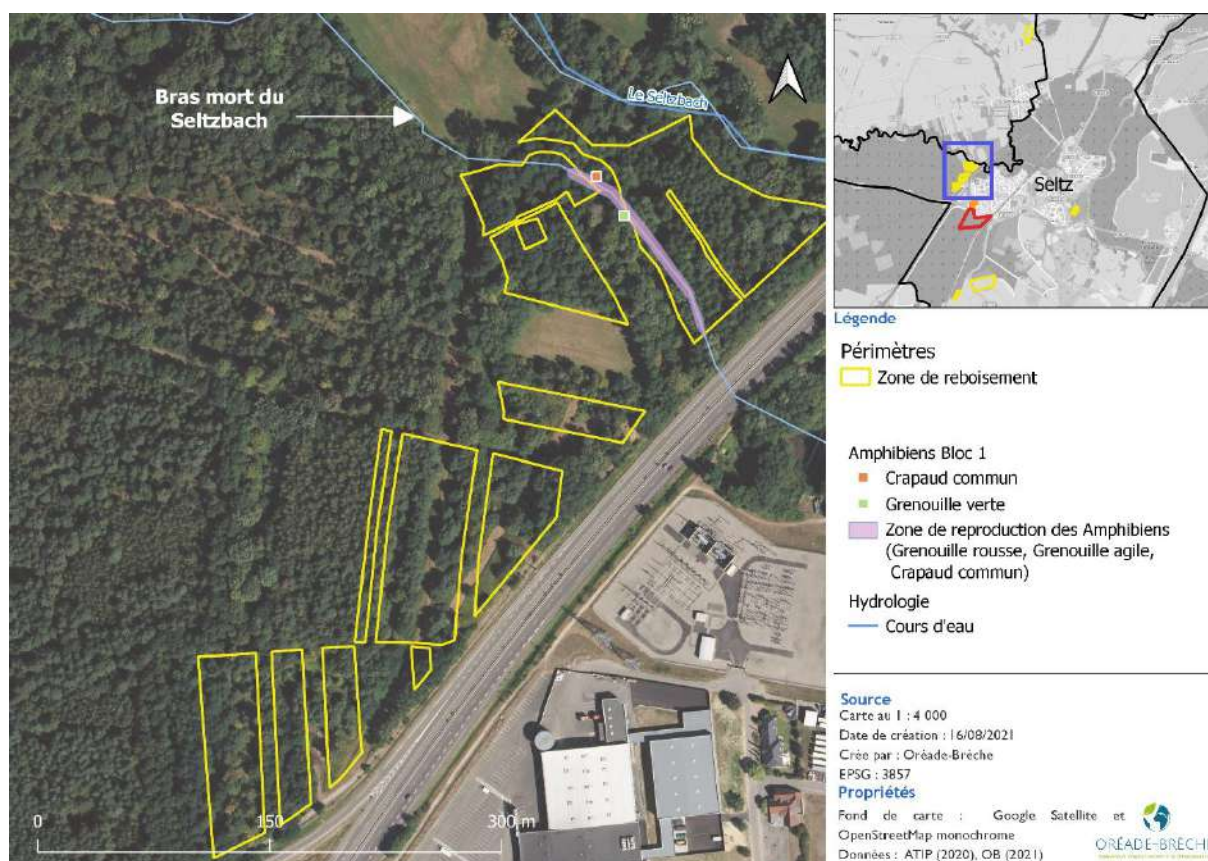 Bras mort du
Seltzbach
Le Seltzbach
0
150
300 m
Seltz
Légende
Périmètres
Zone de reboisement
Amphibiens Bloc 1
Crapaud commun
Grenouille verte
Zone de reproduction des Amphibiens
(Grenouille rousse, Grenouille agile,
Crapaud commun)
Hydrologie
Cours d'eau
Source
Carte au 1 : 4 000
Date de création : 16/08/2021
Crée par : Oréade-Brèche
EPSG : 3857
Propriétés
Fond de carte : Google Satellite et
OpenStreetMap monochrome
Données : ATIP (2020), OB (2021)
ORÉADE-BRÈCHE